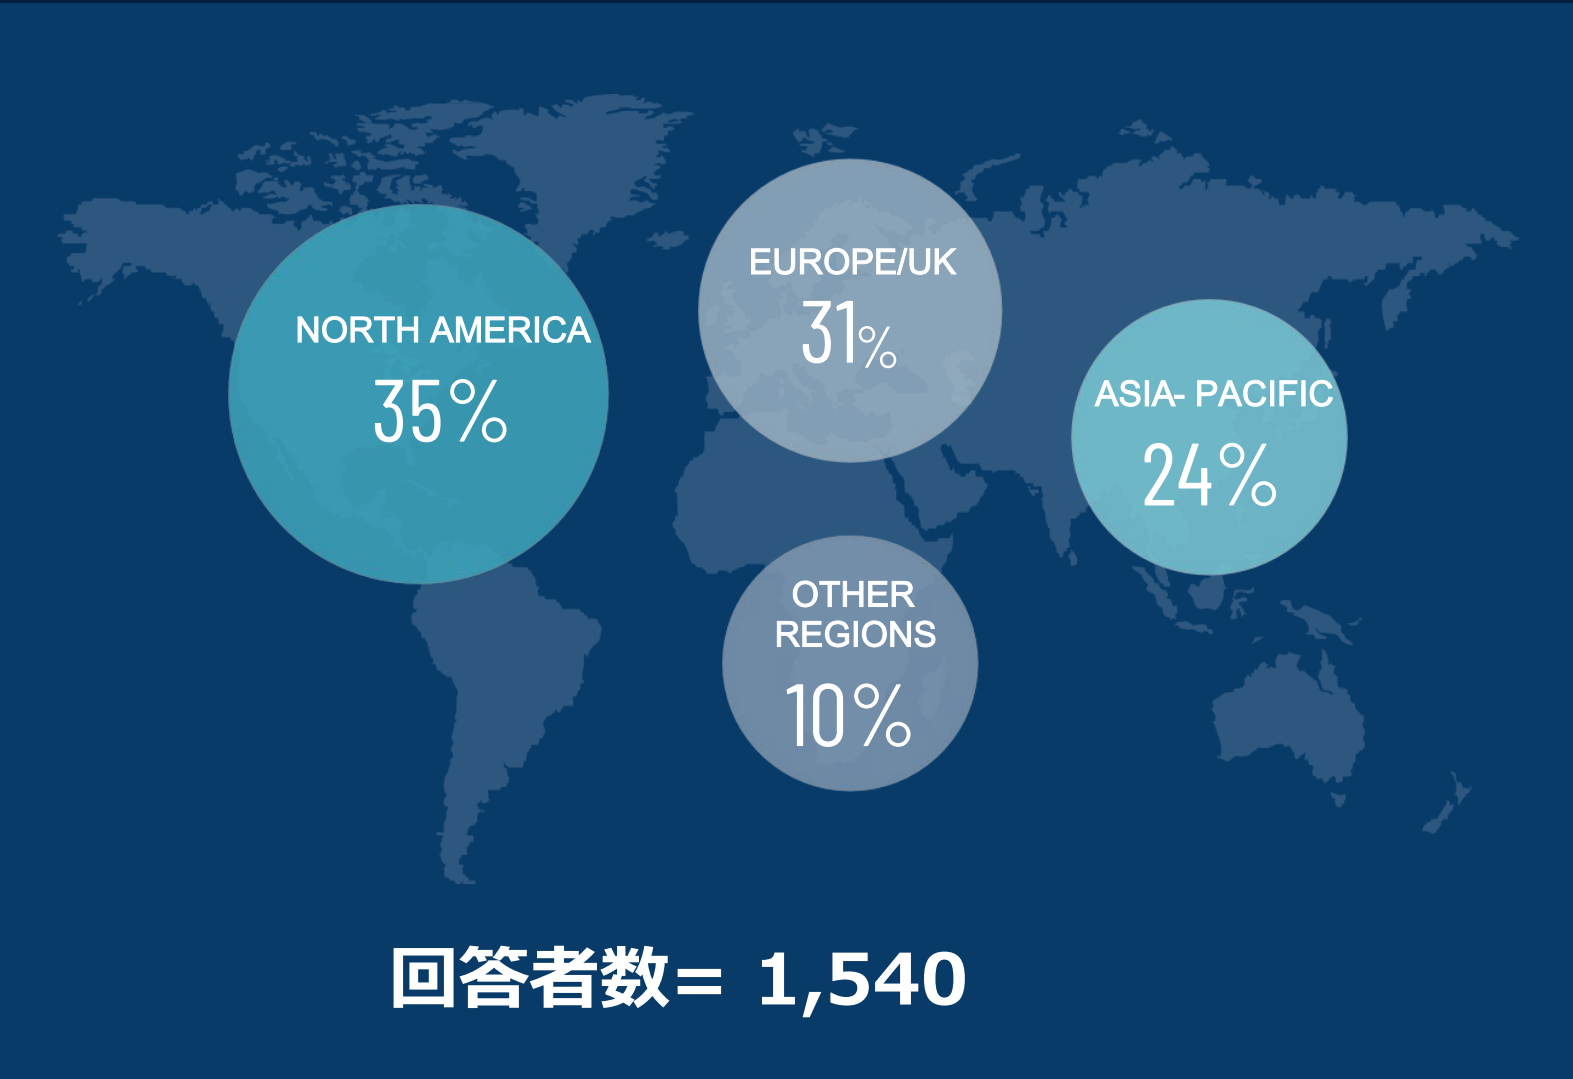 NORTH AMERICA
35%
EUROPE/UK
31%
ASIA- PACIFIC
24%
OTHER
REGIONS
10%
回答者数= 1,540